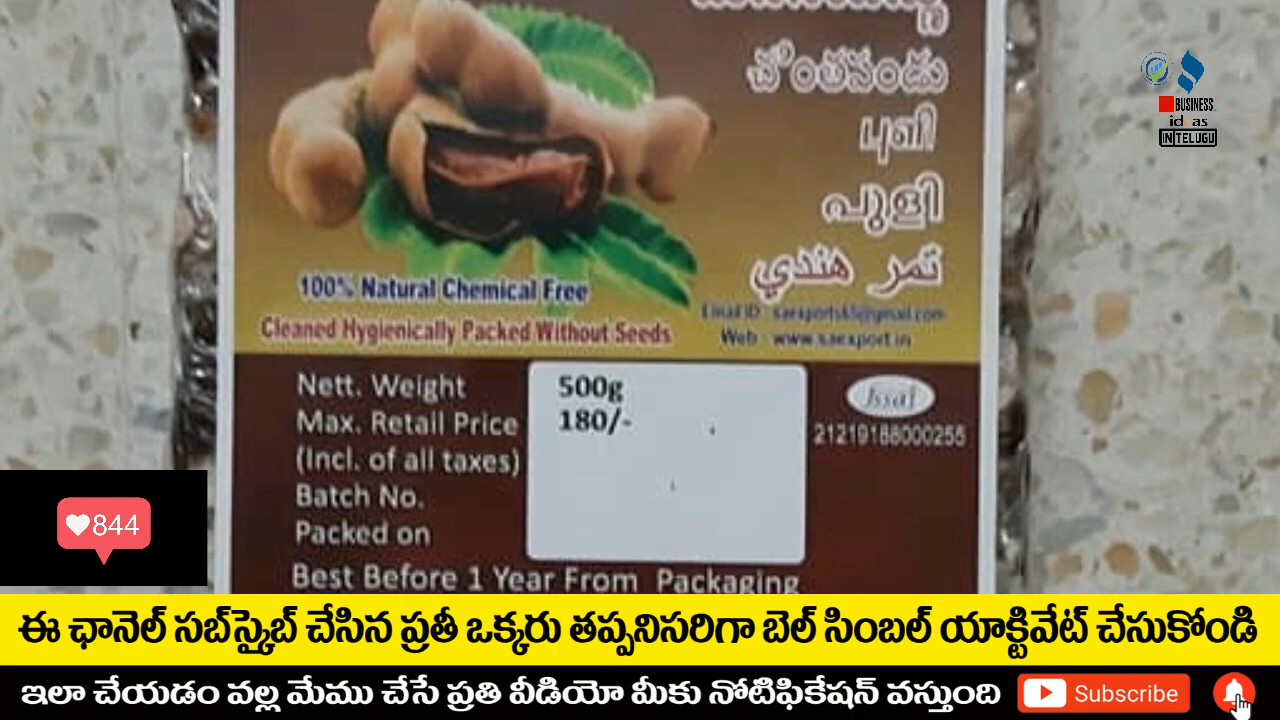 చింతపండు
புளி
പുളി
تمر هندي
100% Natural Chemical Free
Cleaned Hygienically Packed Without Seeds
Email ID
Web www.saexport.in
Nett. Weight 500g
Max. Retail Price 180/-
(Incl. of all taxes)
Batch No.
Packed on
Best Before 1 Year From Packaging
fssai
21219188000255
BUSINESS
ideas
IN TELUGU
844
ఈ ఛానెల్ సబ్‌స్క్రైబ్ చేసిన ప్రతీ ఒక్కరు తప్పనిసరిగా బెల్ సింబల్ యాక్టివేట్ చేసుకోండి
ఇలా చేయడం వల్ల మేము చేసే ప్రతి వీడియో మీకు నోటిఫికేషన్ వస్తుంది
Subscribe